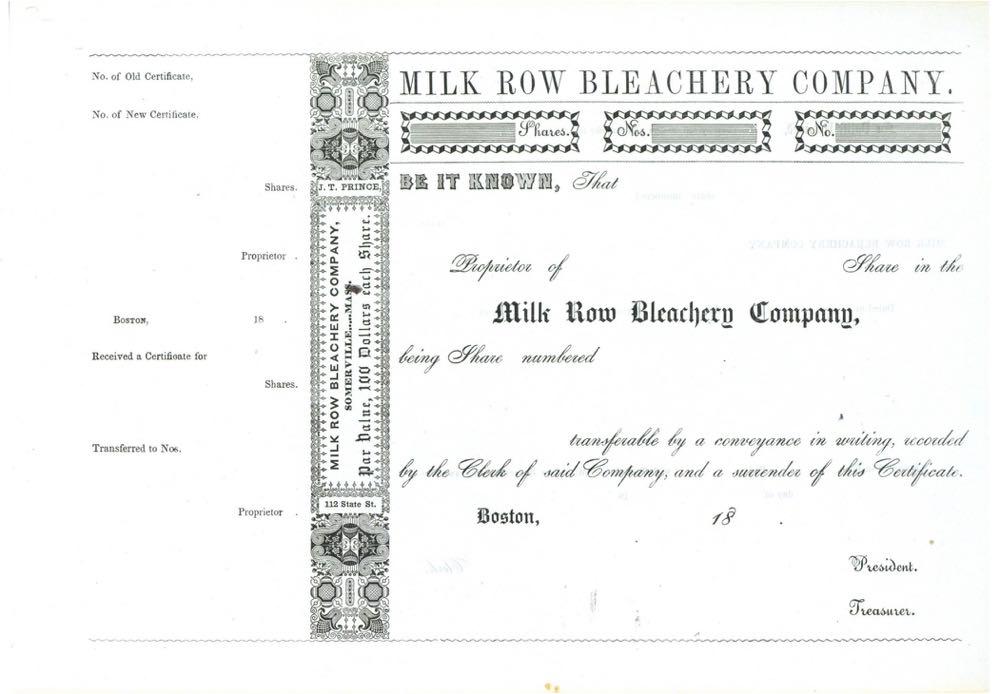 No. of Old Certificate,
No. of New Certificate,
Shares.
Proprietor .
Boston, 18 .
Received a Certificate for
Shares.
Transferred to Nos.
Proprietor .
J. T. PRINCE,
MILK ROW BLEACHERY COMPANY,
SOMERVILLE.....MASS.
Par Value, 100 Dollars each Share.
112 State St.
MILK ROW BLEACHERY COMPANY.
Shares. Nos. No.
BE IT KNOWN, That
Proprietor of Share in the
Milk Row Bleachery Company,
being Share numbered
transferable by a conveyance in writing, recorded
by the Clerk of said Company, and a surrender of this Certificate.
Boston, 18 .
President.
Treasurer.